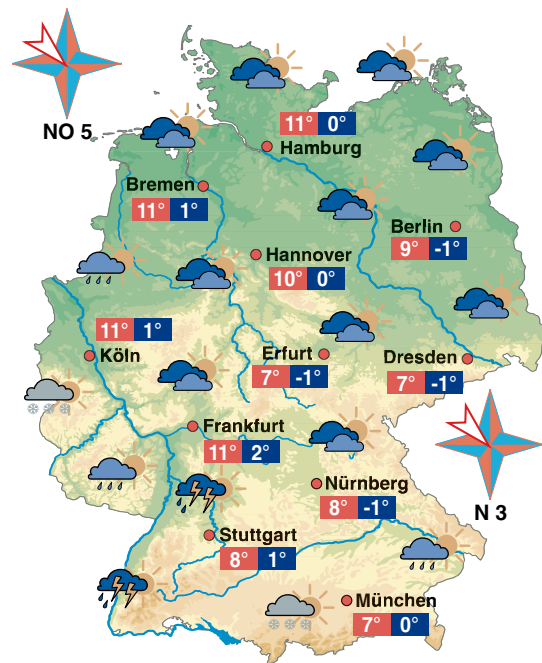 NO 5
11° 0°
Hamburg
Bremen
11° 1°
Berlin
9° -1°
Hannover
10° 0°
11° 1°
Köln
Erfurt
7° -1°
Dresden
7° -1°
Frankfurt
11° 2°
Nürnberg
8° -1°
N 3
Stuttgart
8° 1°
München
7° 0°